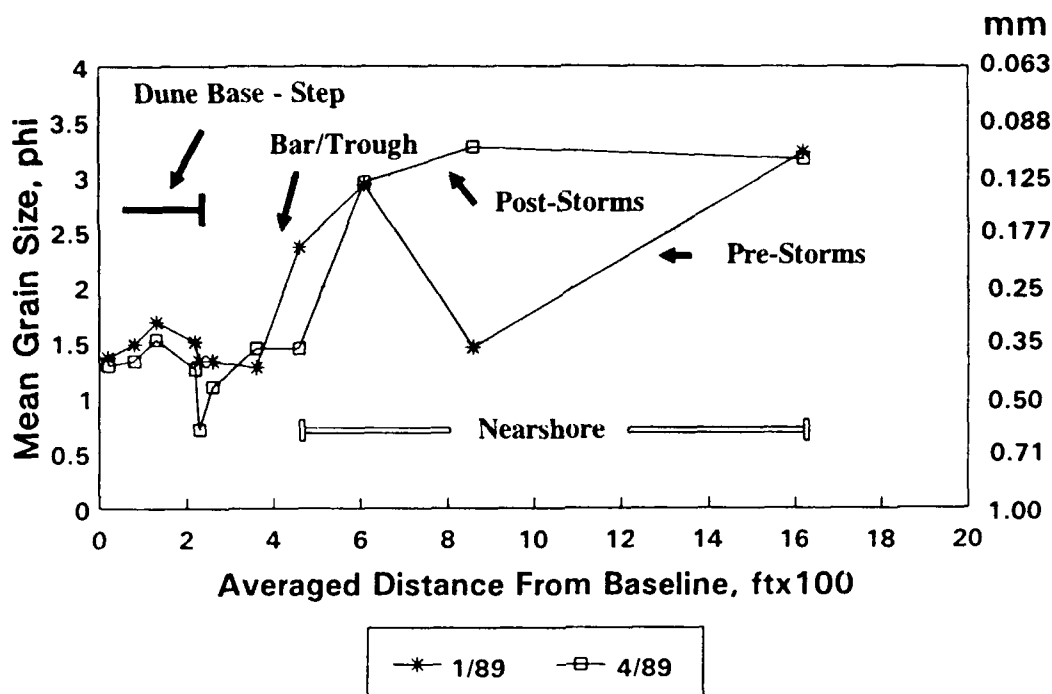 mm
4
0.063
Dune Base - Step
3.5
0.088
Bar/Trough
3
0.125
Post-Storms
2.5
0.177
Pre-Storms
2
0.25
1.5
0.35
1
0.50
Nearshore
0.5
0.71
0
1.00
Mean Grain Size, phi
0 2 4 6 8 10 12 14 16 18 20
Averaged Distance From Baseline, ftx100
1/89 4/89